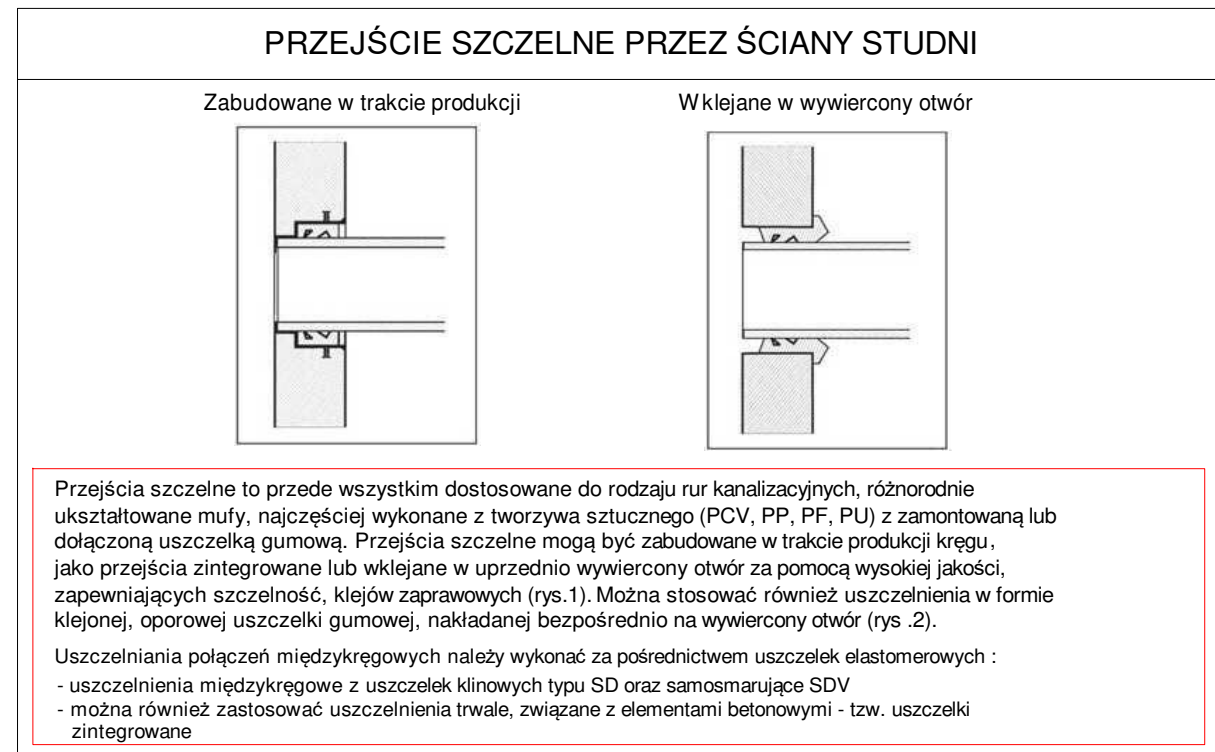 PRZEJŚCIE SZCZELNE PRZEZ ŚCIANY STUDNI
Zabudowane w trakcie produkcji
Wklejane w wywiercony otwór
Przejścia szczelne to przede wszystkim dostosowane do rodzaju rur kanalizacyjnych, różnorodnie
ukształtowane mufy, najczęściej wykonane z tworzywa sztucznego (PCV, PP, PF, PU) z zamontowaną lub
dołączoną uszczelką gumową. Przejścia szczelne mogą być zabudowane w trakcie produkcji kręgu,
jako przejścia zintegrowane lub wklejane w uprzednio wywiercony otwór za pomocą wysokiej jakości,
zapewniających szczelność, klejów zaprawowych (rys.1). Można stosować również uszczelnienia w formie
klejonej, oporowej uszczelki gumowej, nakładanej bezpośrednio na wywiercony otwór (rys .2).
Uszczelniania połączeń międzykręgowych należy wykonać za pośrednictwem uszczelek elastomerowych :
- uszczelnienia międzykręgowe z uszczelek klinowych typu SD oraz samosmarujące SDV
- można również zastosować uszczelnienia trwale, związane z elementami betonowymi - tzw. uszczelki
zintegrowane